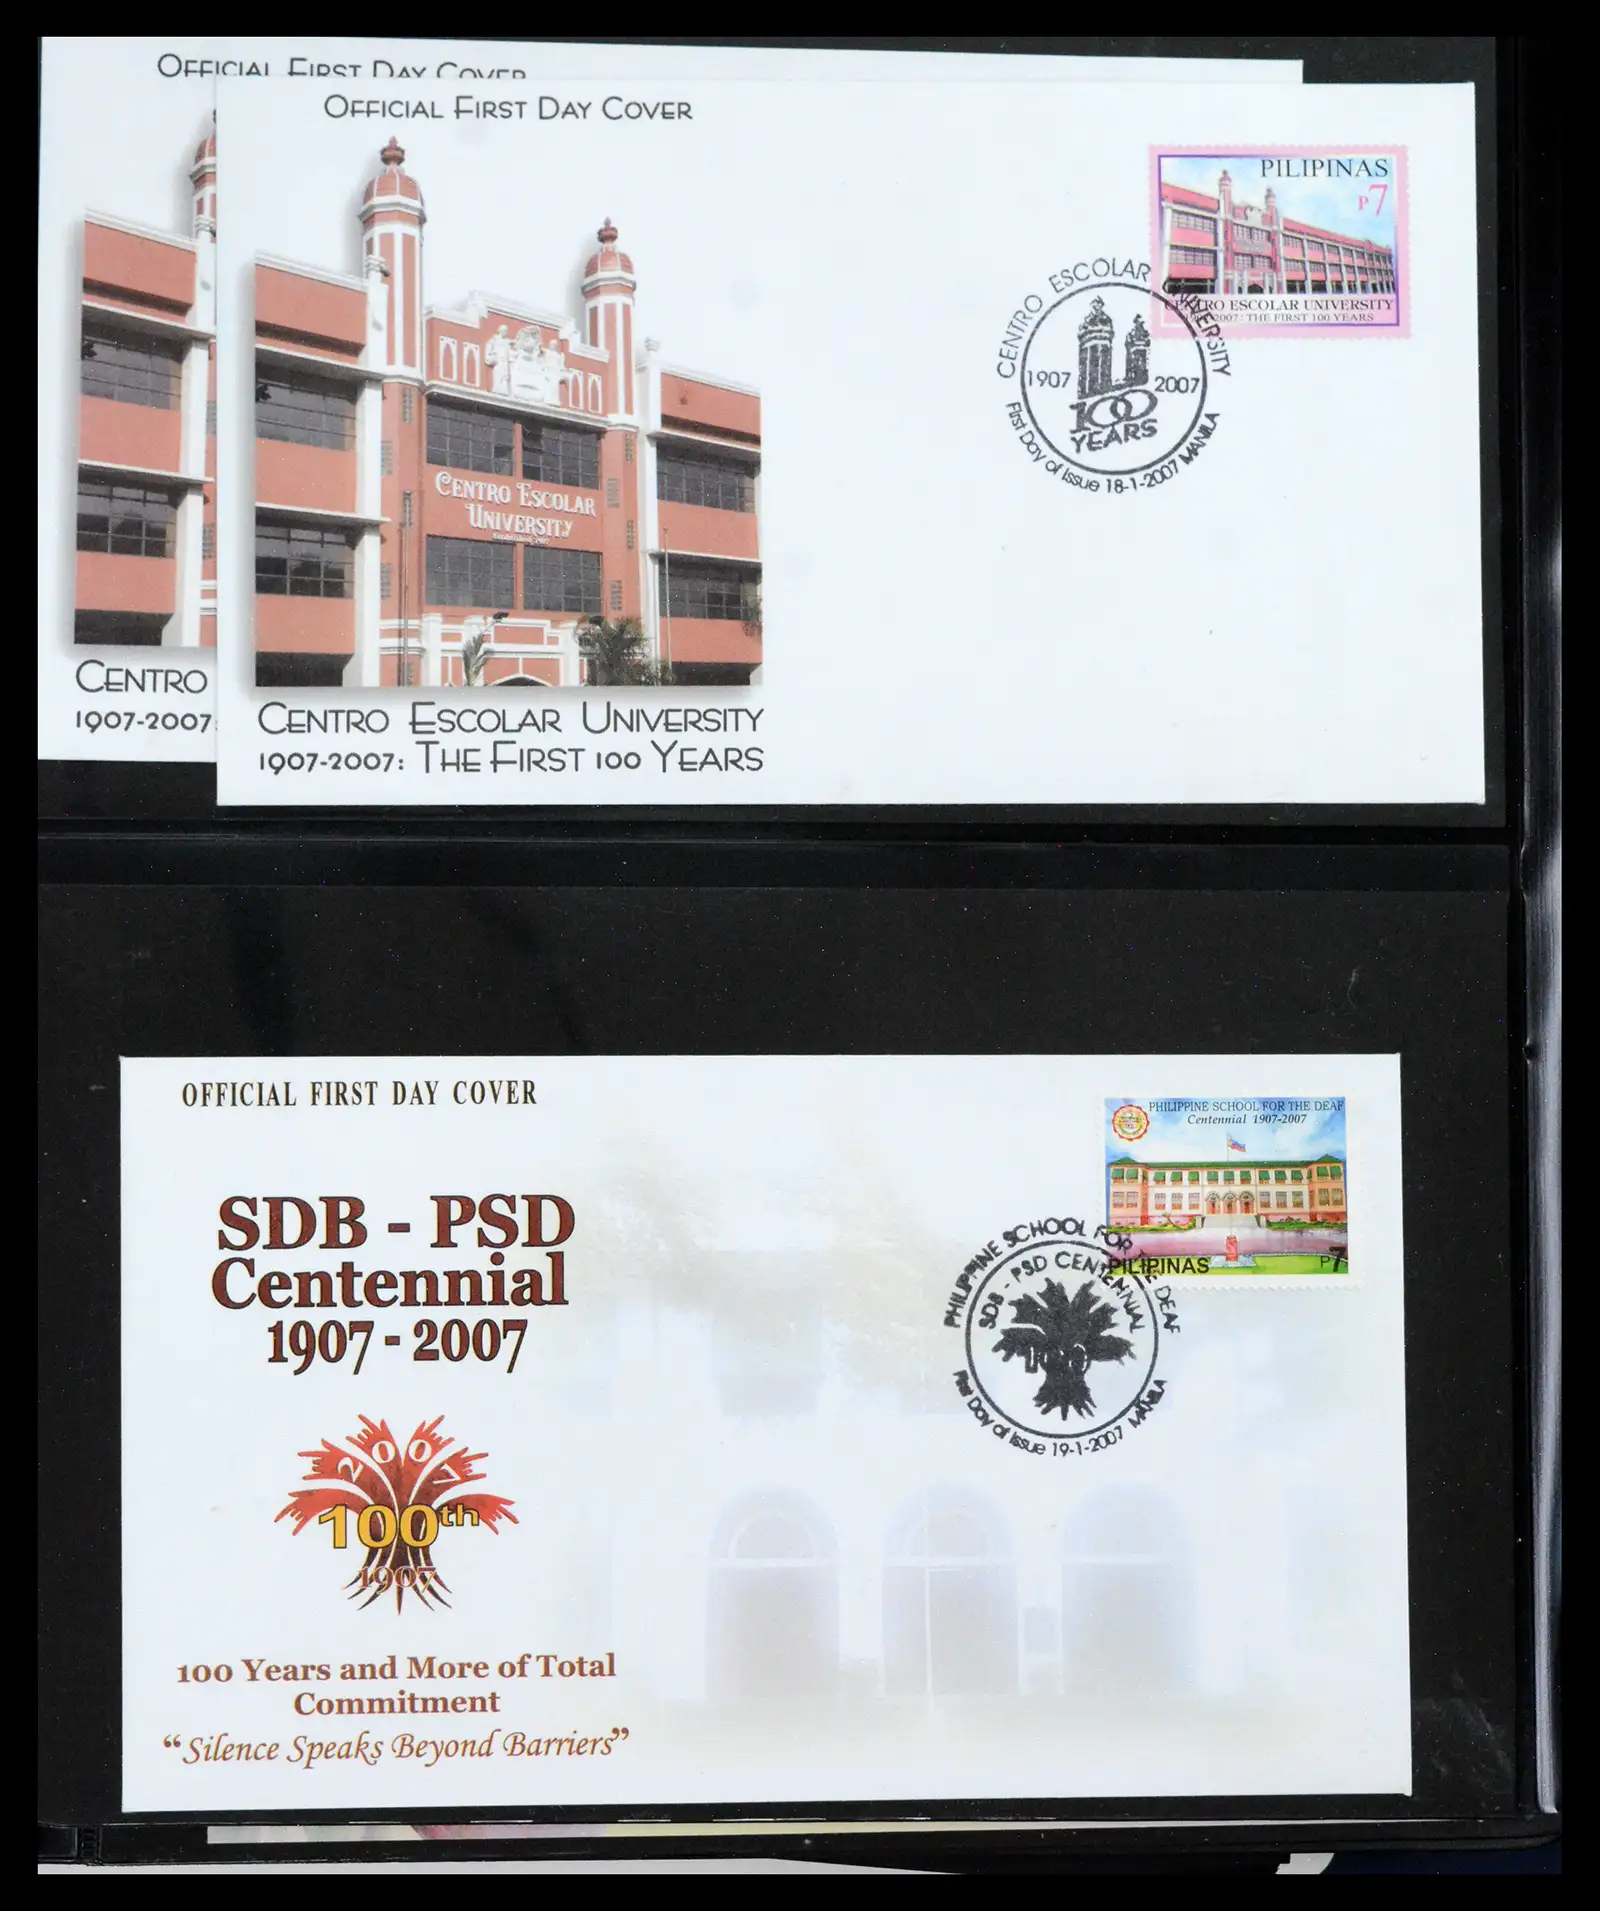 OFFICIAL FIRST DAY COVER
CENTRO
1907-2007:
OFFICIAL FIRST DAY COVER
CENTRO ESCOLAR
UNIVERSITY
CENTRO ESCOLAR UNIVERSITY
1907-2007: THE FIRST 100 YEARS
PILIPINAS
P7
CENTRO ESCOLAR UNIVERSITY
1907-2007: THE FIRST 100 YEARS
CENTRO ESCOLAR UNIVERSITY
1907 2007
100
YEARS
First Day of Issue 18-1-2007 MANILA
OFFICIAL FIRST DAY COVER
SDB - PSD
Centennial
1907 - 2007
2007
100th
1907
100 Years and More of Total
Commitment
“Silence Speaks Beyond Barriers”
PHILIPPINE SCHOOL FOR THE DEAF
Centennial 1907-2007
PILIPINAS P7
PHILIPPINE SCHOOL FOR THE DEAF
SDB - PSD CENTENNIAL
First Day of Issue 19-1-2007 MANILA